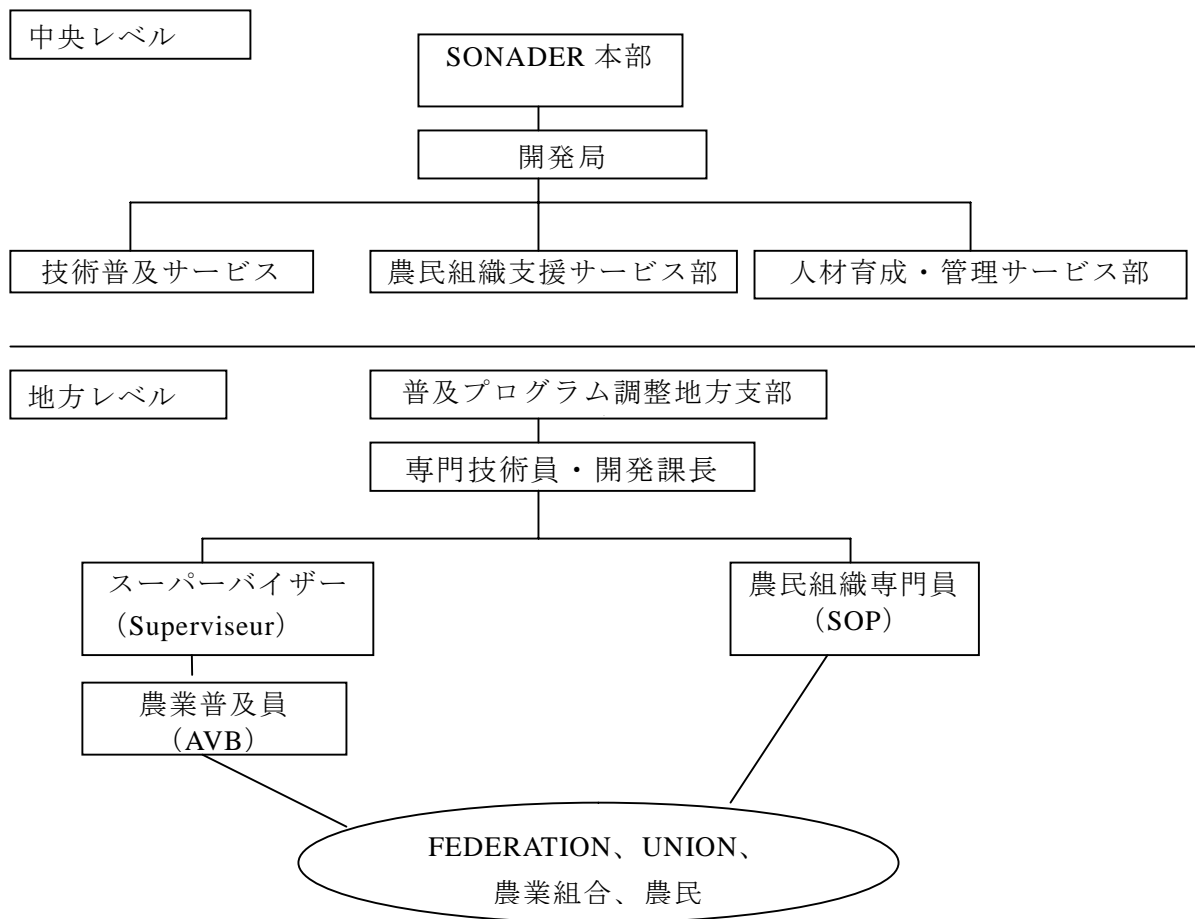 中央レベル
SONADER 本部
開発局
技術普及サービス
農民組織支援サービス部
人材育成・管理サービス部
地方レベル
普及プログラム調整地方支部
専門技術員・開発課長
スーパーバイザー
（Superviseur）
農民組織専門員
（SOP）
農業普及員
（AVB）
FEDERATION、UNION、
農業組合、農民